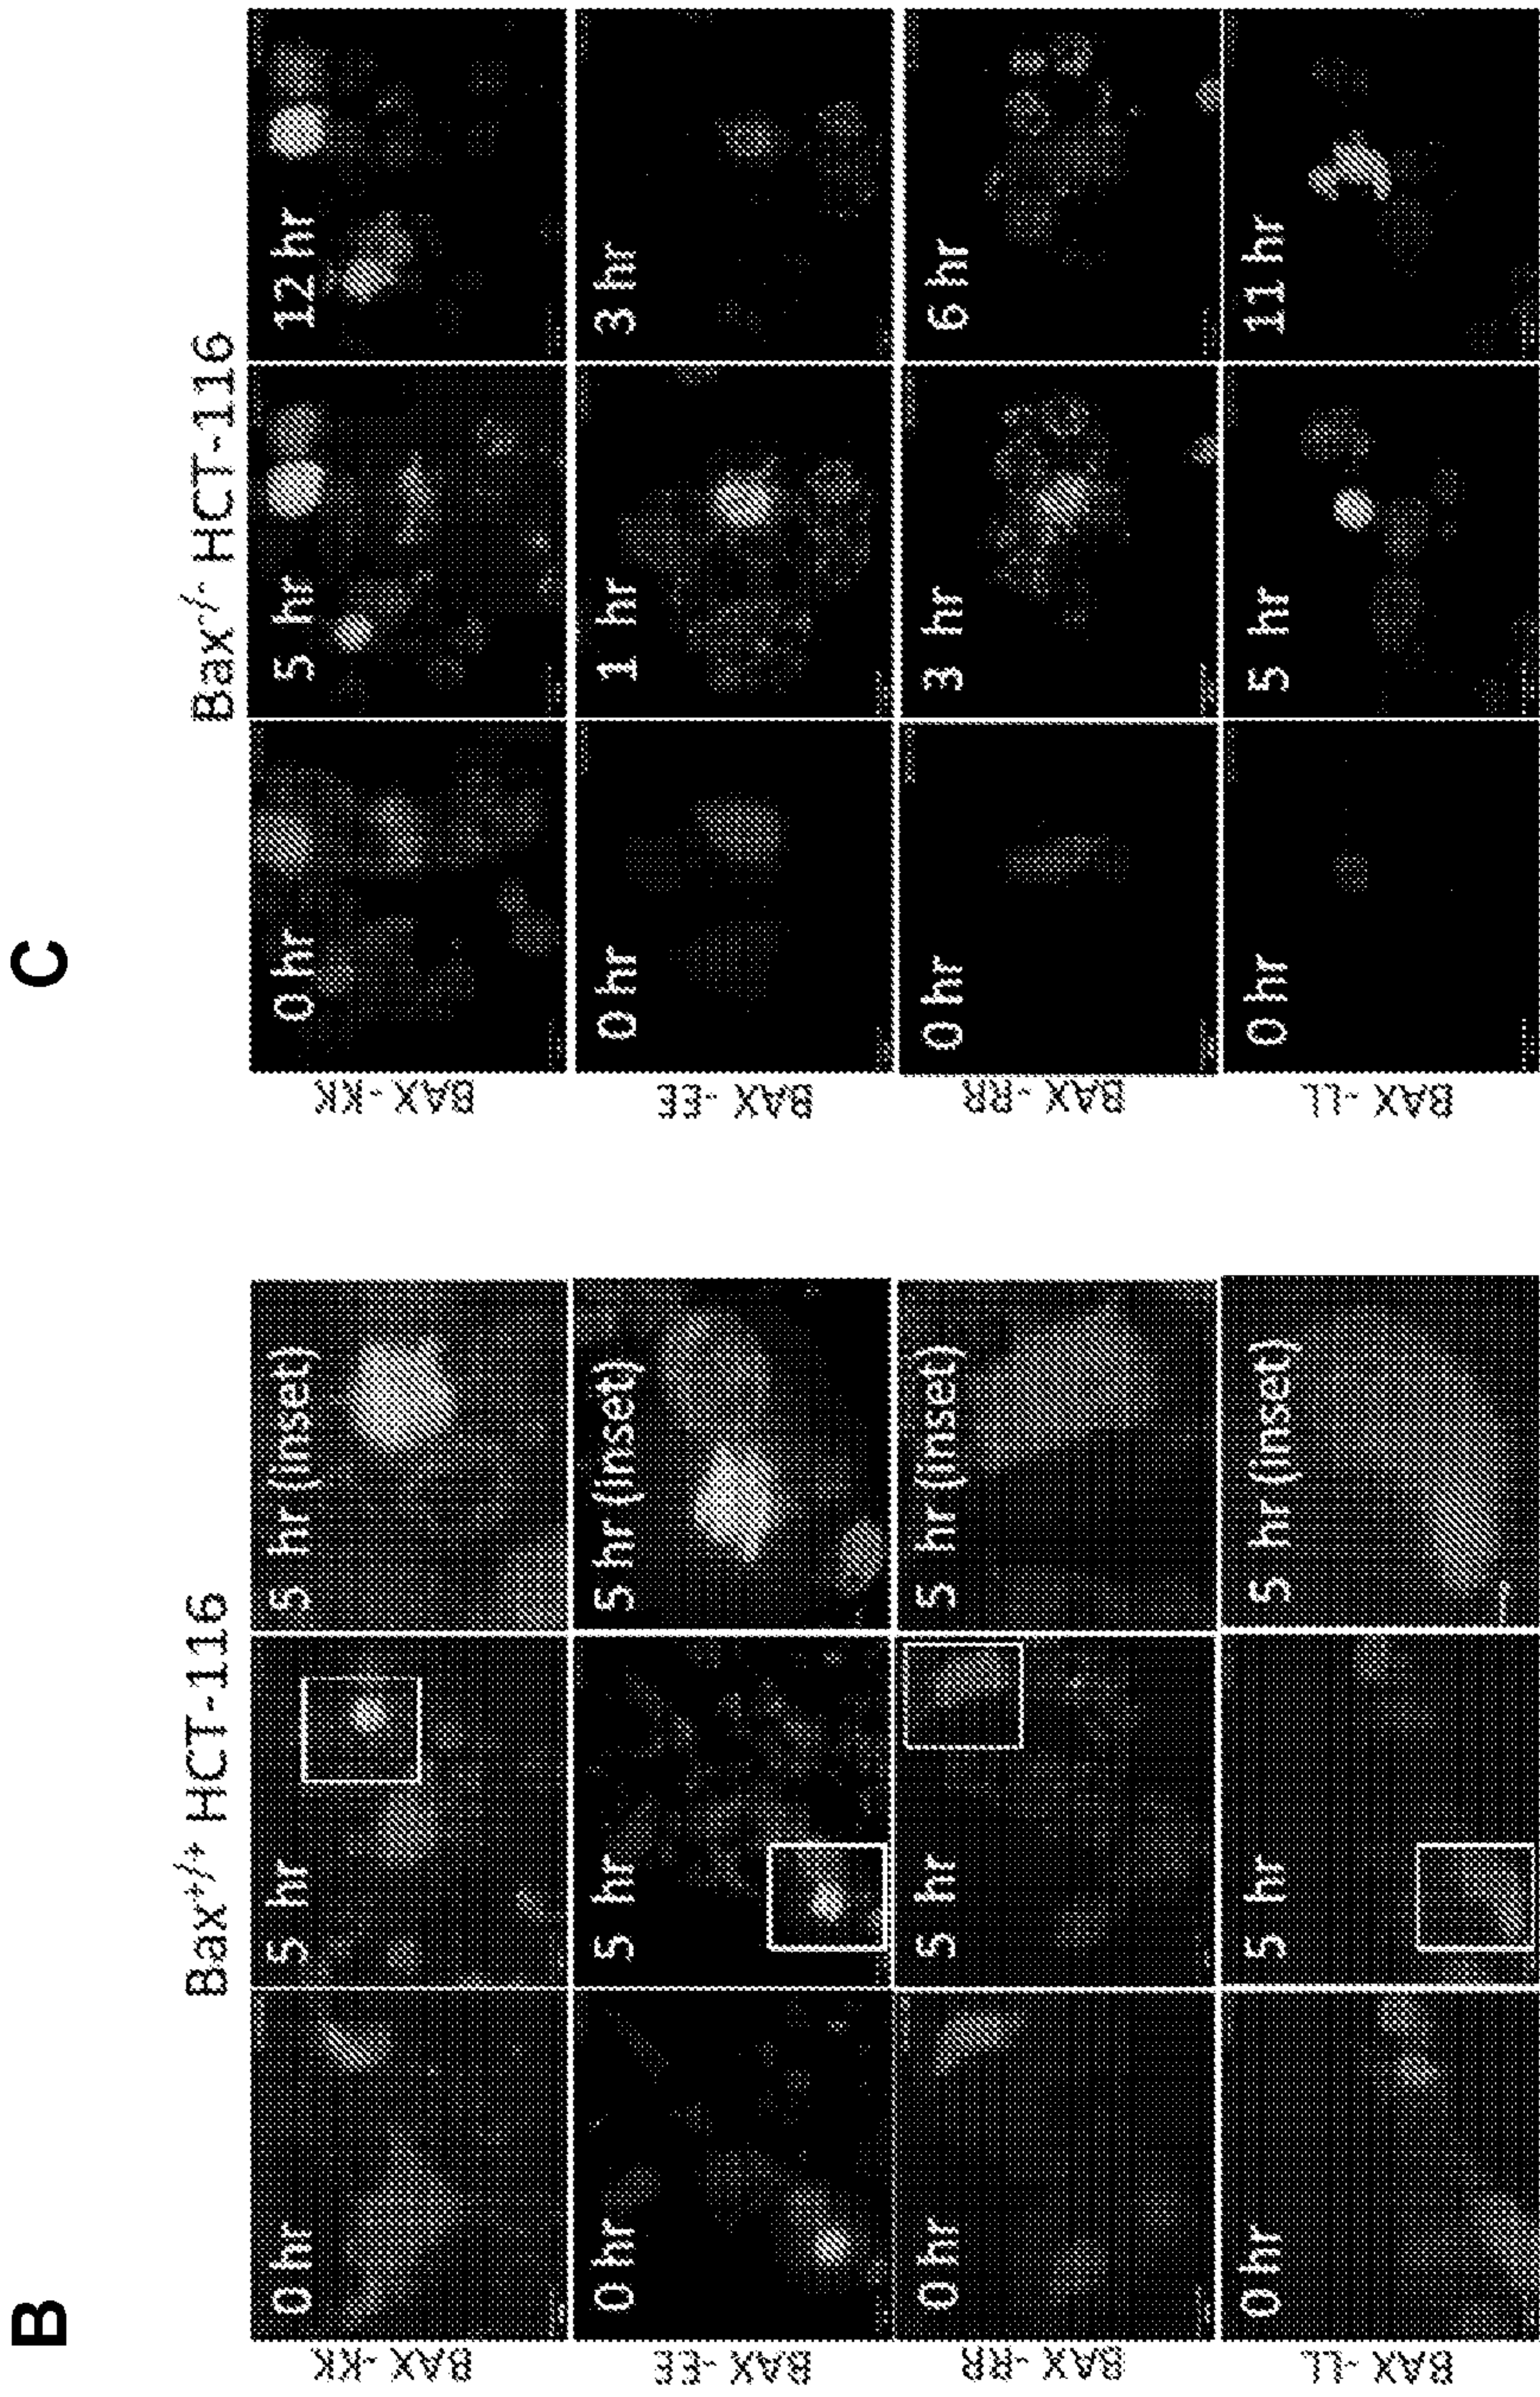 B
Bax+/+ HCT-116
BAX -KK
0 hr
5 hr
5 hr (inset)
BAX -EE
0 hr
5 hr
5 hr (inset)
BAX -RR
0 hr
5 hr
5 hr (inset)
BAX -LL
0 hr
5 hr
5 hr (inset)
C
Bax-/- HCT-116
BAX -KK
0 hr
5 hr
12 hr
BAX -EE
0 hr
1 hr
3 hr
BAX -RR
0 hr
3 hr
6 hr
BAX -LL
0 hr
5 hr
11 hr